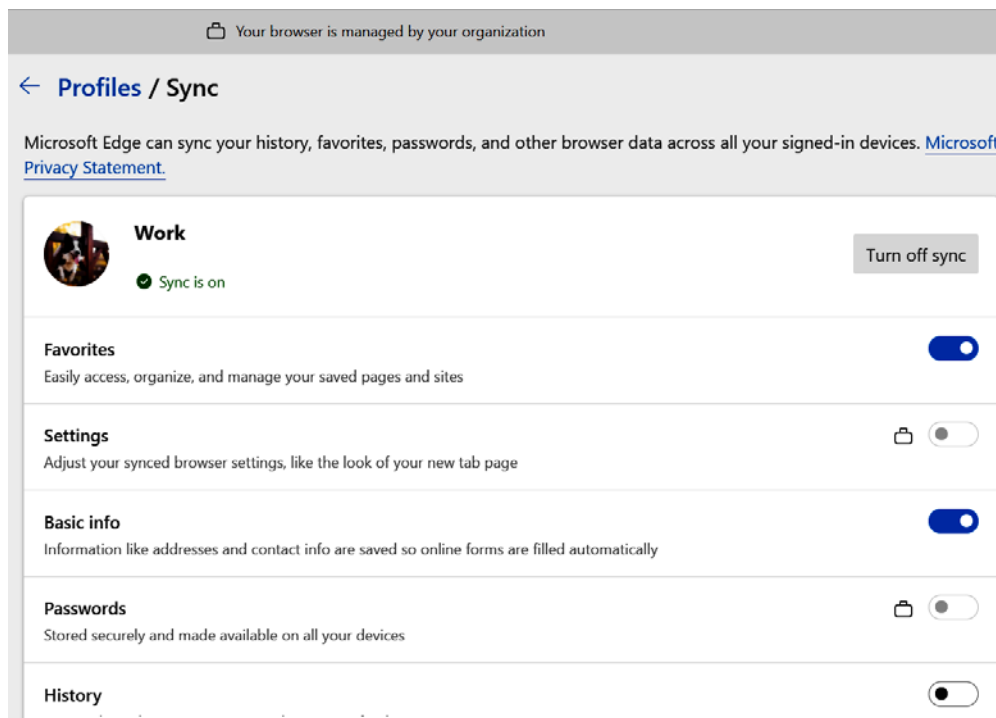 Your browser is managed by your organization
Profiles / Sync
Microsoft Edge can sync your history, favorites, passwords, and other browser data across all your signed-in devices. Microsoft
Privacy Statement.
Work
Turn off sync
Sync is on
Favorites
Easily access, organize, and manage your saved pages and sites
Settings
Adjust your synced browser settings, like the look of your new tab page
Basic info
Information like addresses and contact info are saved so online forms are filled automatically
Passwords
Stored securely and made available on all your devices
History